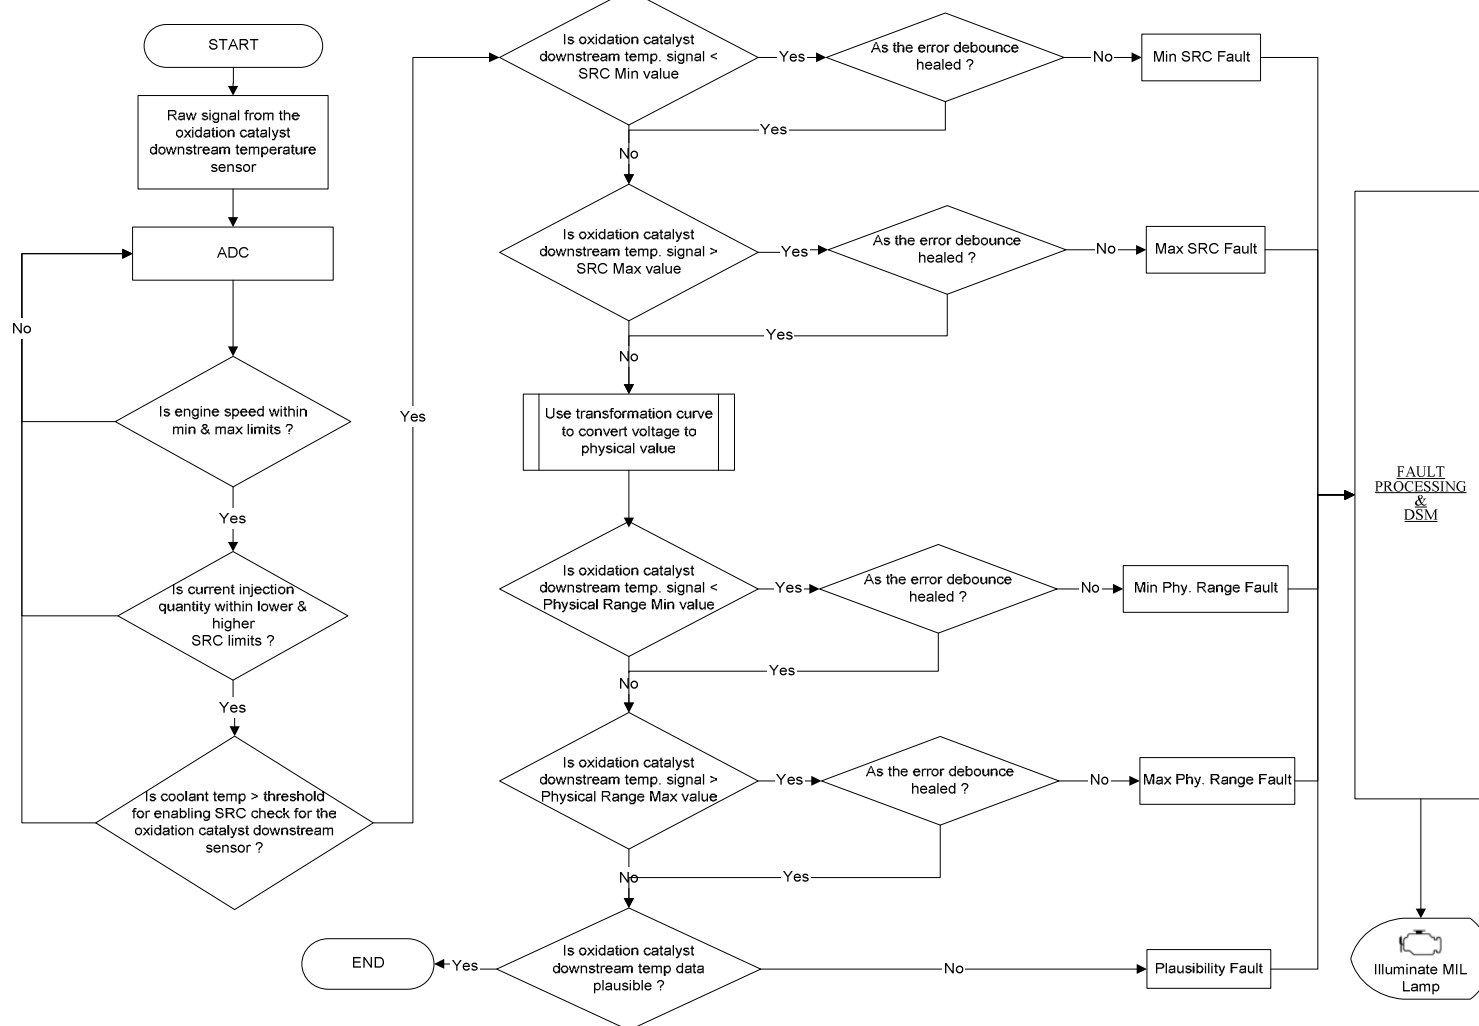 START
Raw signal from the
oxidation catalyst
downstream temperature
sensor
ADC
No
Is engine speed within
min & max limits ?
Yes
Is current injection
quantity within lower &
higher
SRC limits ?
Yes
Is coolant temp > threshold
for enabling SRC check for the
oxidation catalyst downstream
sensor ?
Yes
Is oxidation catalyst
downstream temp. signal <
SRC Min value
Yes
As the error debounce
healed ?
No
Min SRC Fault
Yes
No
Is oxidation catalyst
downstream temp. signal >
SRC Max value
Yes
As the error debounce
healed ?
No
Max SRC Fault
Yes
No
Use transformation curve
to convert voltage to
physical value
Is oxidation catalyst
downstream temp. signal <
Physical Range Min value
Yes
As the error debounce
healed ?
No
Min Phy. Range Fault
Yes
No
Is oxidation catalyst
downstream temp. signal >
Physical Range Max value
Yes
As the error debounce
healed ?
No
Max Phy. Range Fault
Yes
No
Is oxidation catalyst
downstream temp data
plausible ?
Yes
END
No
Plausibility Fault
FAULT
PROCESSING
&
DSM
Illuminate MIL
Lamp